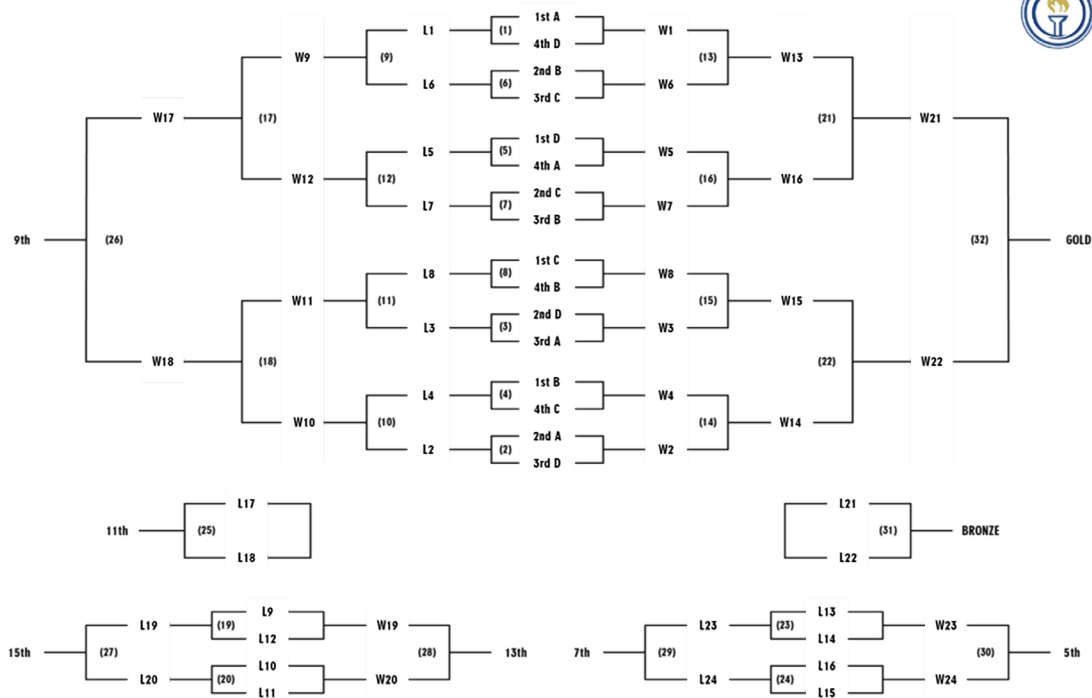 1st A
L1 (1) W1
4th D
W9 (9) (13) W13
2nd B
L6 (6) W6
3rd C
W17 (17) (21) W21
1st D
L5 (5) W5
4th A
W12 (12) (16) W16
2nd C
L7 (7) W7
3rd B
9th (26) (32) GOLD
1st C
L8 (8) W8
4th B
W11 (11) (15) W15
2nd D
L3 (3) W3
3rd A
W18 (18) (22) W22
1st B
L4 (4) W4
4th C
W10 (10) (14) W14
2nd A
L2 (2) W2
3rd D
L17 L21
11th (25) (31) BRONZE
L18 L22
L9 L13
L19 (19) W19 L23 (23) W23
L12 L14
15th (27) (28) 13th 7th (29) (30) 5th
L10 L16
L20 (20) W20 L24 (24) W24
L11 L15